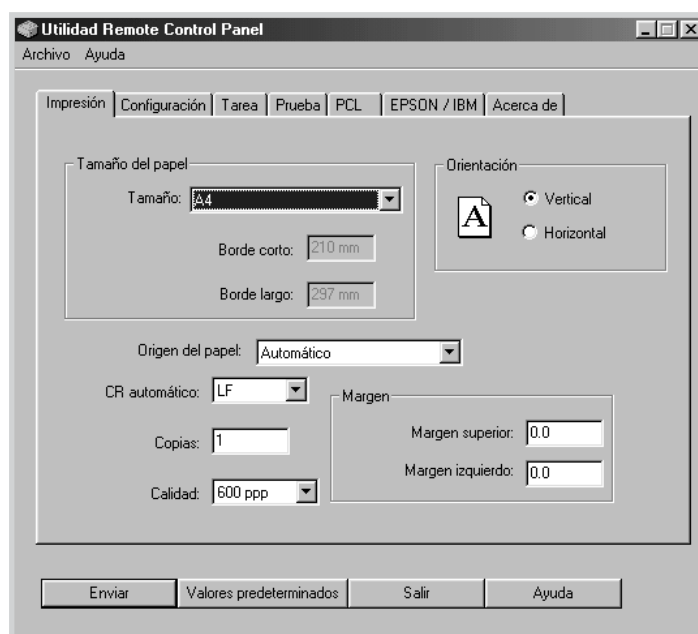 Utilidad Remote Control Panel
Archivo Ayuda
Impresión Configuración Tarea Prueba PCL EPSON / IBM Acerca de
Tamaño del papel
Tamaño: A4
Borde corto: 210 mm
Borde largo: 297 mm
Orientación
A
Vertical
Horizontal
Origen del papel: Automático
CR automático: LF
Copias: 1
Calidad: 600 ppp
Margen
Margen superior: 0.0
Margen izquierdo: 0.0
Enviar Valores predeterminados Salir Ayuda